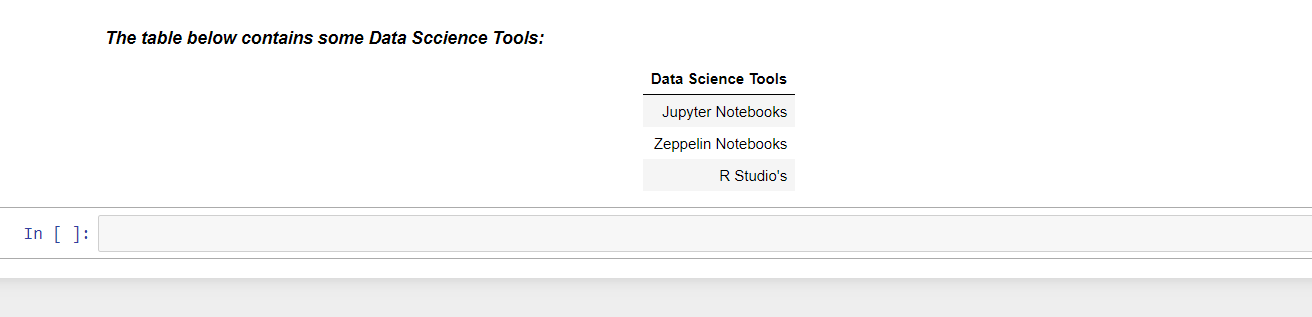 The table below contains some Data Sccience Tools:
Data Science Tools
Jupyter Notebooks
Zeppelin Notebooks
R Studio's
In [ ]: